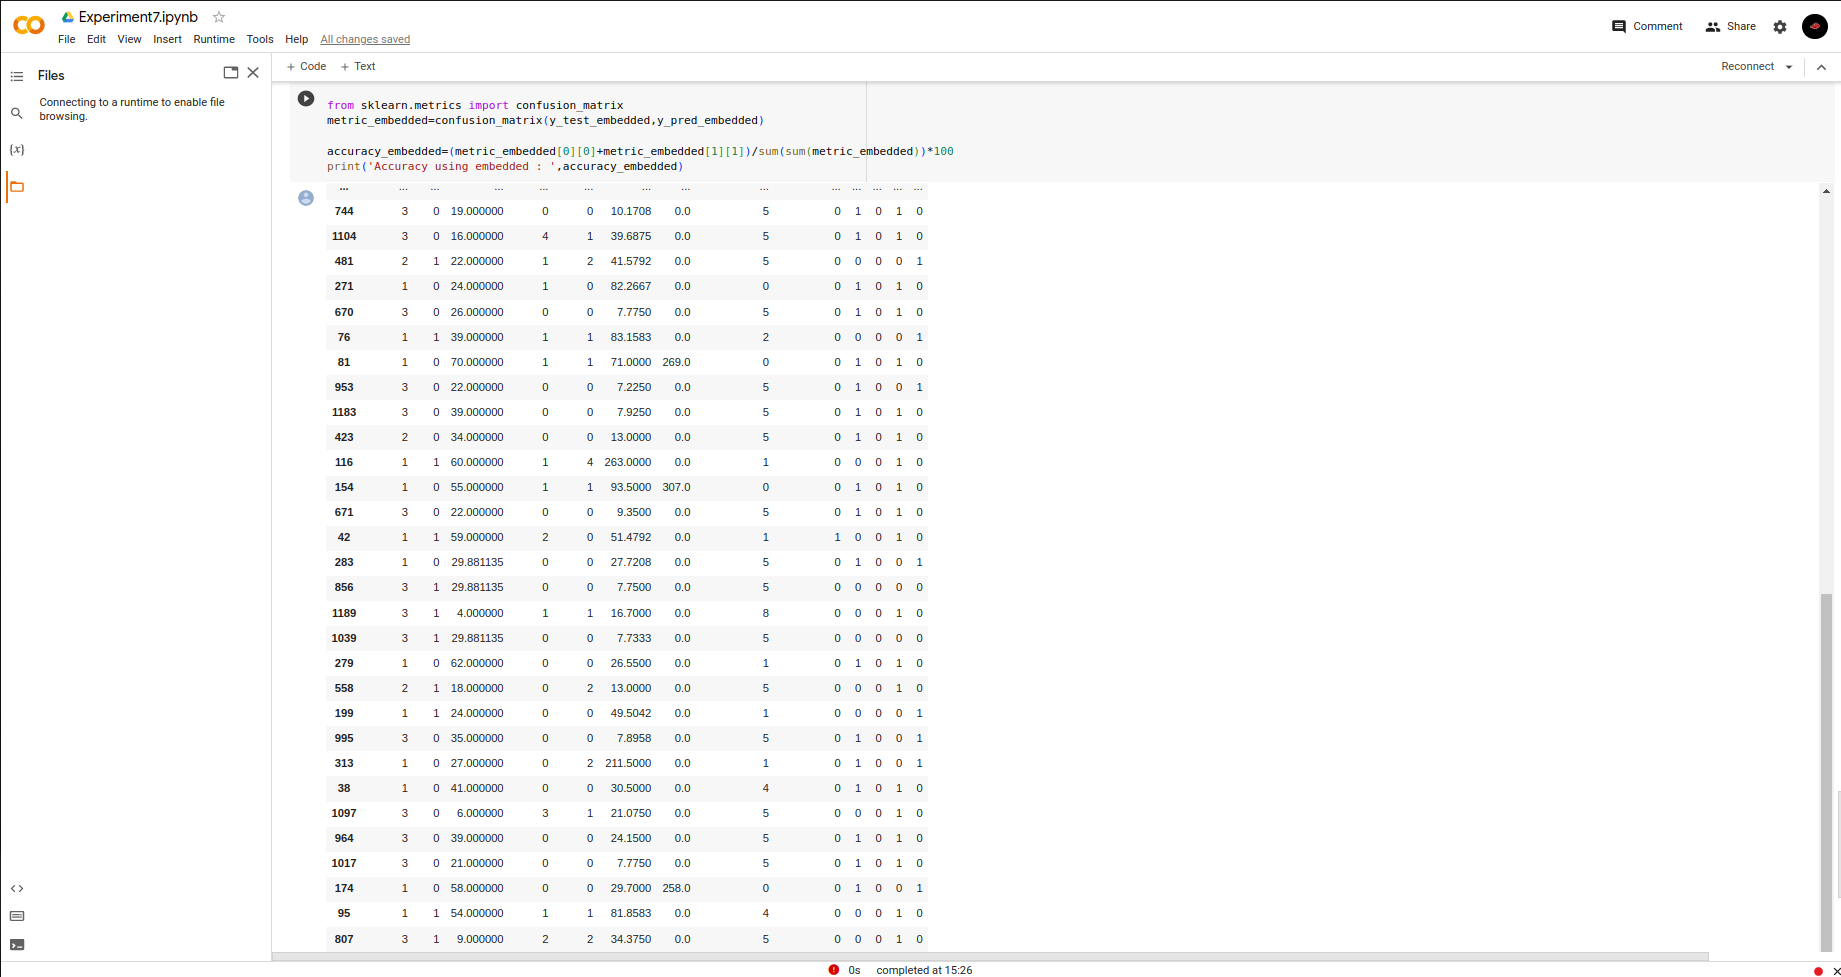 Experiment7.ipynb
File Edit View Insert Runtime Tools Help All changes saved
Comment Share
Files
Connecting to a runtime to enable file
browsing.
+ Code + Text
Reconnect
from sklearn.metrics import confusion_matrix
metric_embedded=confusion_matrix(y_test_embedded,y_pred_embedded)
accuracy_embedded=(metric_embedded[0][0]+metric_embedded[1][1])/sum(sum(metric_embedded))*100
print('Accuracy using embedded : ',accuracy_embedded)
... ... ... ... ... ... ... ... ... ... ... ... ... ...
744 3 0 19.000000 0 0 10.1708 0.0 5 0 1 0 1 0
1104 3 0 16.000000 4 1 39.6875 0.0 5 0 1 0 1 0
481 2 1 22.000000 1 2 41.5792 0.0 5 0 0 0 0 1
271 1 0 24.000000 1 0 82.2667 0.0 0 0 1 0 1 0
670 3 0 26.000000 0 0 7.7750 0.0 5 0 1 0 1 0
76 1 1 39.000000 1 1 83.1583 0.0 2 0 0 0 0 1
81 1 0 70.000000 1 1 71.0000 269.0 0 0 1 0 1 0
953 3 0 22.000000 0 0 7.2250 0.0 5 0 1 0 0 1
1183 3 0 39.000000 0 0 7.9250 0.0 5 0 1 0 1 0
423 2 0 34.000000 0 0 13.0000 0.0 5 0 1 0 1 0
116 1 1 60.000000 1 4 263.0000 0.0 1 0 0 0 1 0
154 1 0 55.000000 1 1 93.5000 307.0 0 0 1 0 1 0
671 3 0 22.000000 0 0 9.3500 0.0 5 0 1 0 1 0
42 1 1 59.000000 2 0 51.4792 0.0 1 1 0 0 1 0
283 1 0 29.881135 0 0 27.7208 0.0 5 0 1 0 0 1
856 3 1 29.881135 0 0 7.7500 0.0 5 0 0 0 0 0
1189 3 1 4.000000 1 1 16.7000 0.0 8 0 0 0 1 0
1039 3 1 29.881135 0 0 7.7333 0.0 5 0 0 0 0 0
279 1 0 62.000000 0 0 26.5500 0.0 1 0 1 0 1 0
558 2 1 18.000000 0 2 13.0000 0.0 5 0 0 0 1 0
199 1 1 24.000000 0 0 49.5042 0.0 1 0 0 0 0 1
995 3 0 35.000000 0 0 7.8958 0.0 5 0 1 0 0 1
313 1 0 27.000000 0 2 211.5000 0.0 1 0 1 0 0 1
38 1 0 41.000000 0 0 30.5000 0.0 4 0 1 0 1 0
1097 3 0 6.000000 3 1 21.0750 0.0 5 0 0 0 1 0
964 3 0 39.000000 0 0 24.1500 0.0 5 0 1 0 1 0
1017 3 0 21.000000 0 0 7.7750 0.0 5 0 1 0 1 0
174 1 0 58.000000 0 0 29.7000 258.0 0 0 1 0 0 1
95 1 1 54.000000 1 1 81.8583 0.0 4 0 0 0 1 0
807 3 1 9.000000 2 2 34.3750 0.0 5 0 0 0 1 0
0s completed at 15:26